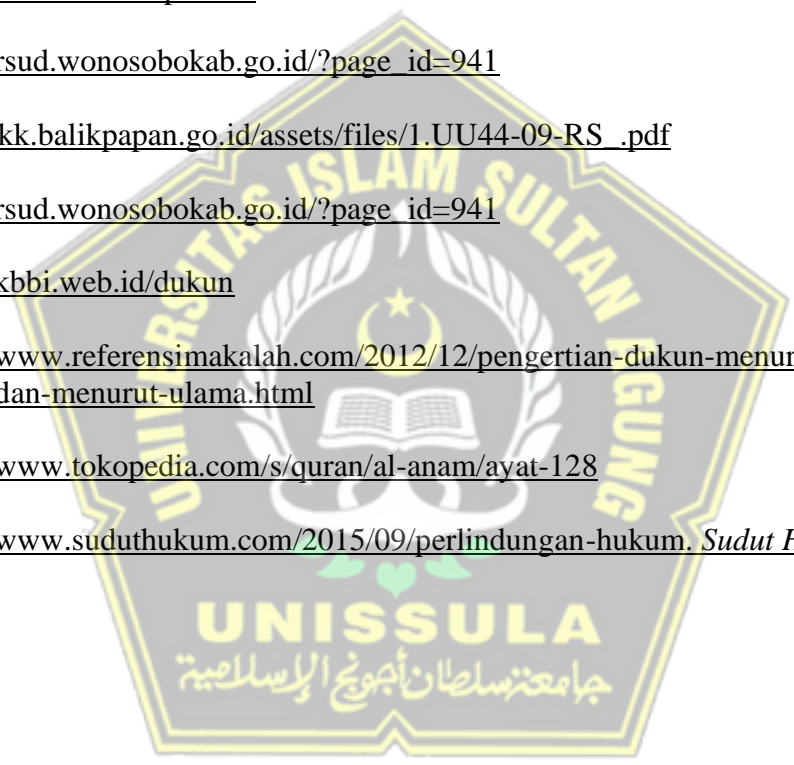 rsud.wonosobokab.go.id/?page_id=941
kk.balikpapan.go.id/assets/files/1.UU44-09-RS_.pdf
rsud.wonosobokab.go.id/?page_id=941
kbbi.web.id/dukun
www.referensimakalah.com/2012/12/pengertian-dukun-menur
dan-menurut-ulama.html
www.tokopedia.com/s/quran/al-anam/ayat-128
www.suduthukum.com/2015/09/perlindungan-hukum. Sudut H
UNIVERSITAS ISLAM SULTAN AGUNG
UNISSULA
جامعتنسلطان أجونج الإسلامية